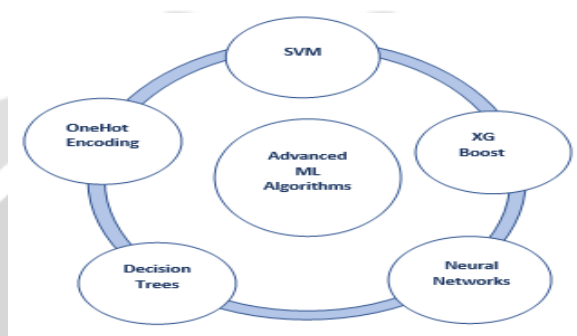 SVM
OneHot
Encoding
XG
Boost
Advanced
ML
Algorithms
Decision
Trees
Neural
Networks